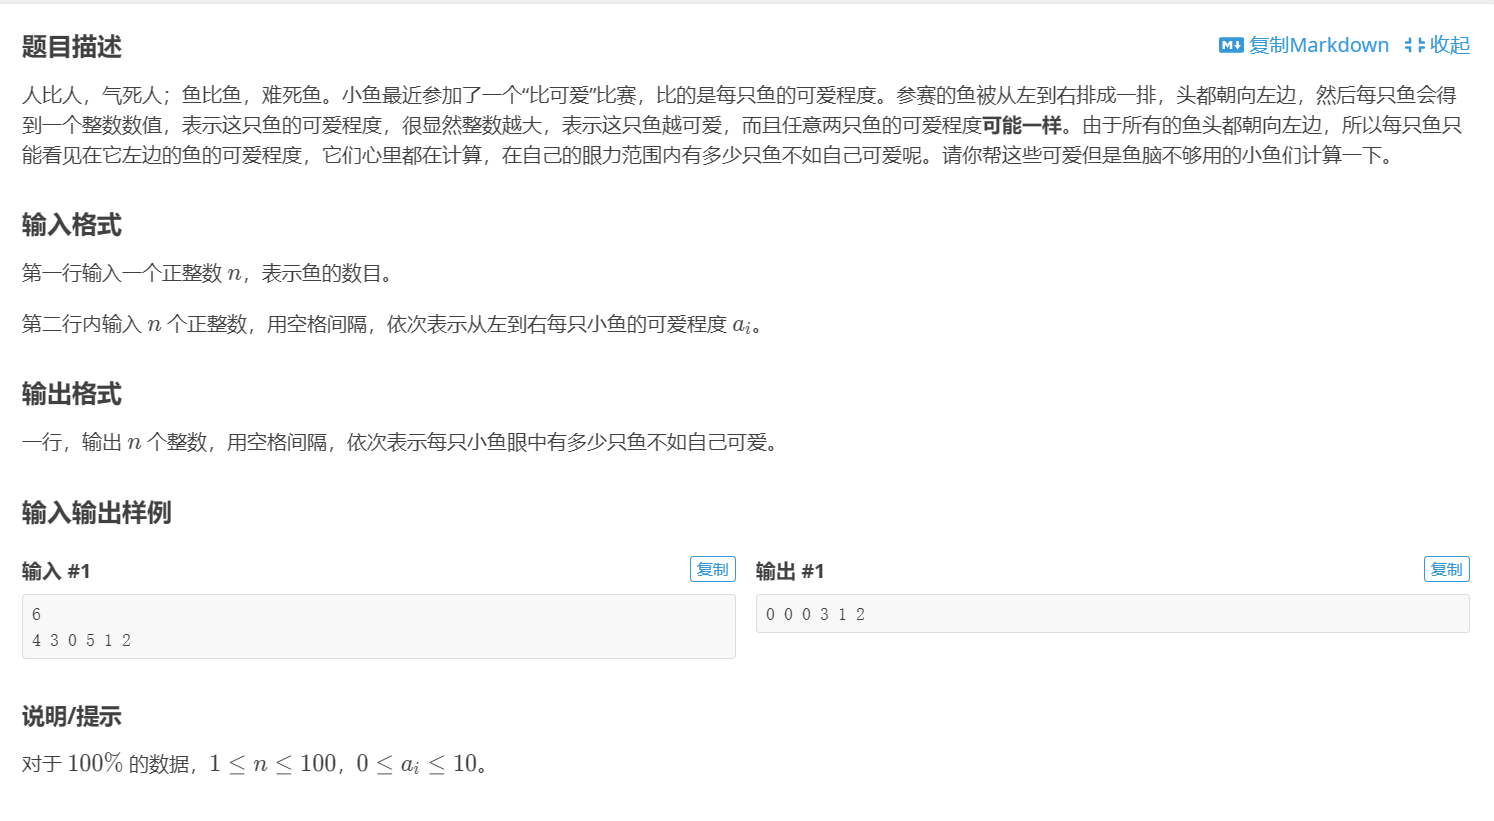 题目描述
复制Markdown 收起
人比人，气死人；鱼比鱼，难死鱼。小鱼最近参加了一个“比可爱”比赛，比的是每只鱼的可爱程度。参赛的鱼被从左到右排成一排，头都朝向左边，然后每只鱼会得
到一个整数数值，表示这只鱼的可爱程度，很显然整数越大，表示这只鱼越可爱，而且任意两只鱼的可爱程度可能一样。由于所有的鱼头都朝向左边，所以每只鱼只
能看见在它左边的鱼的可爱程度，它们心里都在计算，在自己的眼力范围内有多少只鱼不如自己可爱呢。请你帮这些可爱但是鱼脑不够用的小鱼们计算一下。
输入格式
第一行输入一个正整数 n，表示鱼的数目。
第二行内输入 n 个正整数，用空格间隔，依次表示从左到右每只小鱼的可爱程度 aᵢ。
输出格式
一行，输出 n 个整数，用空格间隔，依次表示每只小鱼眼中有多少只鱼不如自己可爱。
输入输出样例
输入 #1
复制
6
4 3 0 5 1 2
输出 #1
复制
0 0 0 3 1 2
说明/提示
对于 100% 的数据，1 ≤ n ≤ 100，0 ≤ aᵢ ≤ 10。